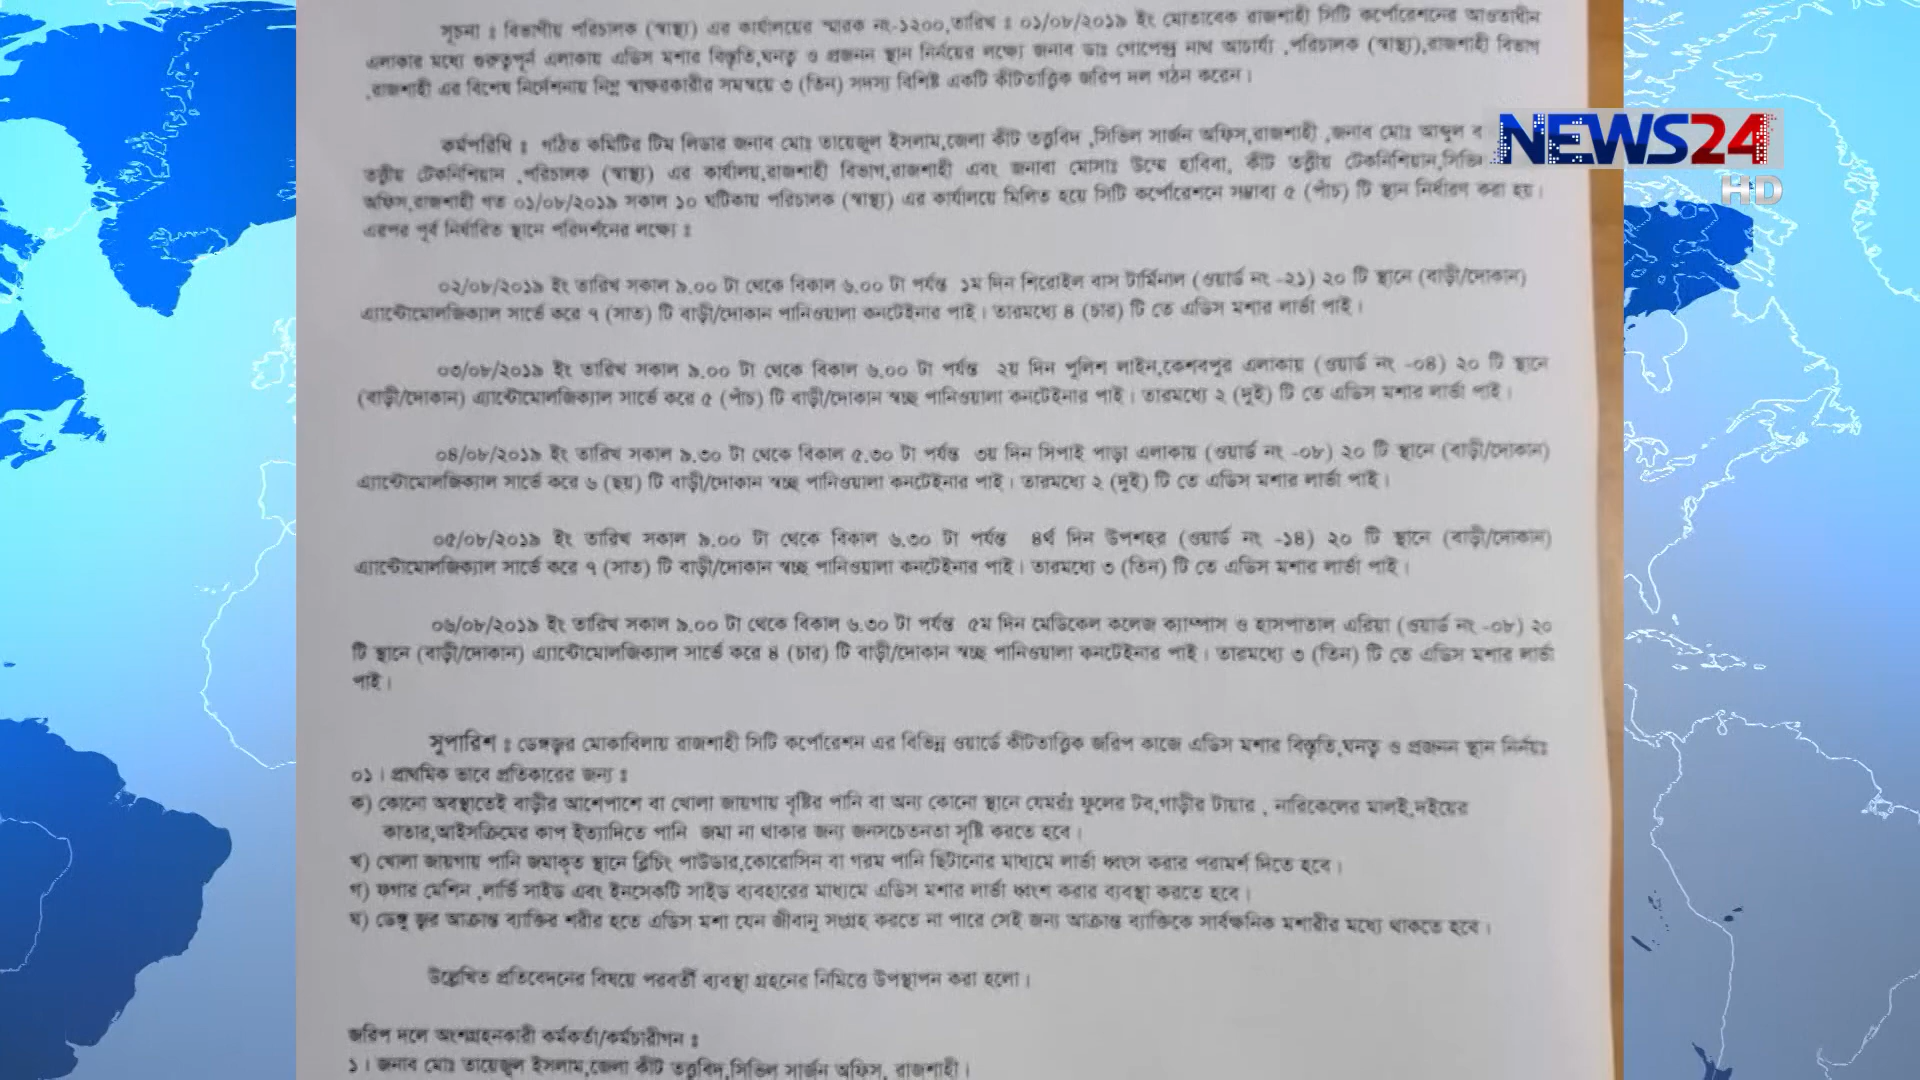 সূচনা ঃ বিভাগীয় পরিচালক (স্বাস্থ্য) এর কার্যালয়ের স্মারক নং-১২০০,তারিখ ঃ ০১/০৮/২০১৯ ইং মোতাবেক রাজশাহী সিটি কর্পোরেশনের আওতাধীন
এলাকার মধ্যে গুরুত্বপূর্ন এলাকায় এডিস মশার বিস্তৃতি,ঘনত্ব ও প্রজনন স্থান নির্নয়ের লক্ষ্যে জনাব ডাঃ গোপেন্দ্র নাথ আচার্য্য ,পরিচালক (স্বাস্থ্য),রাজশাহী বিভাগ
,রাজশাহী এর বিশেষ নির্দেশনায় নিম্ন স্বাক্ষরকারীর সমন্বয়ে ৩ (তিন) সদস্য বিশিষ্ট একটি কীটতাত্ত্বিক জরিপ দল গঠন করেন।
কর্মপরিধি ঃ গঠিত কমিটির টিম লিডার জনাব মোঃ তায়েজুল ইসলাম,জেলা কীট তত্ত্ববিদ ,সিভিল সার্জন অফিস,রাজশাহী ,জনাব মোঃ আব্দুল ব
তত্ত্বীয় টেকনিশিয়ান ,পরিচালক (স্বাস্থ্য) এর কার্যালয়,রাজশাহী বিভাগ,রাজশাহী এবং জনাবা মোসাঃ উম্মে হাবিবা, কীট তত্ত্বীয় টেকনিশিয়ান,সিভি
অফিস,রাজশাহী গত ০১/০৮/২০১৯ সকাল ১০ ঘটিকায় পরিচালক (স্বাস্থ্য) এর কার্যালয়ে মিলিত হয়ে সিটি কর্পোরেশনে সম্ভাব্য ৫ (পাঁচ) টি স্থান নির্ধারণ করা হয়।
এরপর পূর্ব নির্ধারিত স্থানে পরিদর্শনের লক্ষ্যে ঃ
০২/০৮/২০১৯ ইং তারিখ সকাল ৯.০০ টা থেকে বিকাল ৬.০০ টা পর্যন্ত ১ম দিন শিরোইল বাস টার্মিনাল (ওয়ার্ড নং -২১) ২০ টি স্থানে (বাড়ী/দোকান)
এ্যান্টোমোলজিক্যাল সার্ভে করে ৭ (সাত) টি বাড়ী/দোকান পানিওয়ালা কনটেইনার পাই। তারমধ্যে ৪ (চার) টি তে এডিস মশার লার্ভা পাই।
০৩/০৮/২০১৯ ইং তারিখ সকাল ৯.০০ টা থেকে বিকাল ৬.০০ টা পর্যন্ত ২য় দিন পুলিশ লাইন,কেশবপুর এলাকায় (ওয়ার্ড নং -০৪) ২০ টি স্থানে
(বাড়ী/দোকান) এ্যান্টোমোলজিক্যাল সার্ভে করে ৫ (পাঁচ) টি বাড়ী/দোকান স্বচ্ছ পানিওয়ালা কনটেইনার পাই। তারমধ্যে ২ (দুই) টি তে এডিস মশার লার্ভা পাই।
০৪/০৮/২০১৯ ইং তারিখ সকাল ৯.৩০ টা থেকে বিকাল ৫.৩০ টা পর্যন্ত ৩য় দিন সিপাই পাড়া এলাকায় (ওয়ার্ড নং -০৮) ২০ টি স্থানে (বাড়ী/দোকান)
এ্যান্টোমোলজিক্যাল সার্ভে করে ৬ (ছয়) টি বাড়ী/দোকান স্বচ্ছ পানিওয়ালা কনটেইনার পাই। তারমধ্যে ২ (দুই) টি তে এডিস মশার লার্ভা পাই।
০৫/০৮/২০১৯ ইং তারিখ সকাল ৯.০০ টা থেকে বিকাল ৬.৩০ টা পর্যন্ত ৪র্থ দিন উপশহর (ওয়ার্ড নং -১৪) ২০ টি স্থানে (বাড়ী/দোকান)
এ্যান্টোমোলজিক্যাল সার্ভে করে ৭ (সাত) টি বাড়ী/দোকান স্বচ্ছ পানিওয়ালা কনটেইনার পাই। তারমধ্যে ৩ (তিন) টি তে এডিস মশার লার্ভা পাই।
০৬/০৮/২০১৯ ইং তারিখ সকাল ৯.০০ টা থেকে বিকাল ৬.৩০ টা পর্যন্ত ৫ম দিন মেডিকেল কলেজ ক্যাম্পাস ও হাসপাতাল এরিয়া (ওয়ার্ড নং -০৮) ২০
টি স্থানে (বাড়ী/দোকান) এ্যান্টোমোলজিক্যাল সার্ভে করে ৪ (চার) টি বাড়ী/দোকান স্বচ্ছ পানিওয়ালা কনটেইনার পাই। তারমধ্যে ৩ (তিন) টি তে এডিস মশার লার্ভা
পাই।
সুপারিশ ঃ ডেঙ্গুজ্বর মোকাবিলায় রাজশাহী সিটি কর্পোরেশন এর বিভিন্ন ওয়ার্ডে কীটতাত্ত্বিক জরিপ কাজে এডিস মশার বিস্তৃতি,ঘনত্ব ও প্রজনন স্থান নির্নয়ঃ
০১। প্রাথমিক ভাবে প্রতিকারের জন্য ঃ
ক) কোনো অবস্থাতেই বাড়ীর আশেপাশে বা খোলা জায়গায় বৃষ্টির পানি বা অন্য কোনো স্থানে যেমনঃ ফুলের টব,গাড়ীর টায়ার , নারিকেলের মালই,দইয়ের
কাতার,আইসক্রিমের কাপ ইত্যাদিতে পানি জমা না থাকার জন্য জনসচেতনতা সৃষ্টি করতে হবে।
খ) খোলা জায়গায় পানি জমাকৃত স্থানে ব্লিচিং পাউডার,কেরোসিন বা গরম পানি ছিটানোর মাধ্যমে লার্ভা ধ্বংস করার পরামর্শ দিতে হবে।
গ) ফগার মেশিন ,লার্ভি সাইড এবং ইনসেকটি সাইড ব্যবহারের মাধ্যমে এডিস মশার লার্ভা ধ্বংশ করার ব্যবস্থা করতে হবে।
ঘ) ডেঙ্গু জ্বর আক্রান্ত ব্যাক্তির শরীর হতে এডিস মশা যেন জীবানু সংগ্রহ করতে না পারে সেই জন্য আক্রান্ত ব্যাক্তিকে সার্বক্ষনিক মশারীর মধ্যে থাকতে হবে।
উল্লেখিত প্রতিবেদনের বিষয়ে পরবর্তী ব্যবস্থা গ্রহনের নিমিত্তে উপস্থাপন করা হলো।
জরিপ দলে অংশগ্রহনকারী কর্মকর্তা/কর্মচারীগন ঃ
১। জনাব মোঃ তায়েজুল ইসলাম,জেলা কীট তত্ত্ববিদ,সিভিল সার্জন অফিস, রাজশাহী।
NEWS24
HD